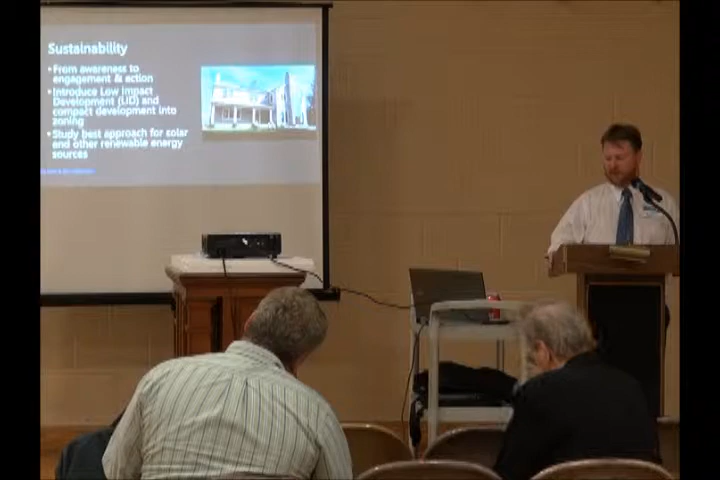 Sustainability
• From awareness to
engagement & action
• Introduce Low Impact
Development (LID) and
compact development into
zoning
• Study best approach for solar
and other renewable energy
sources